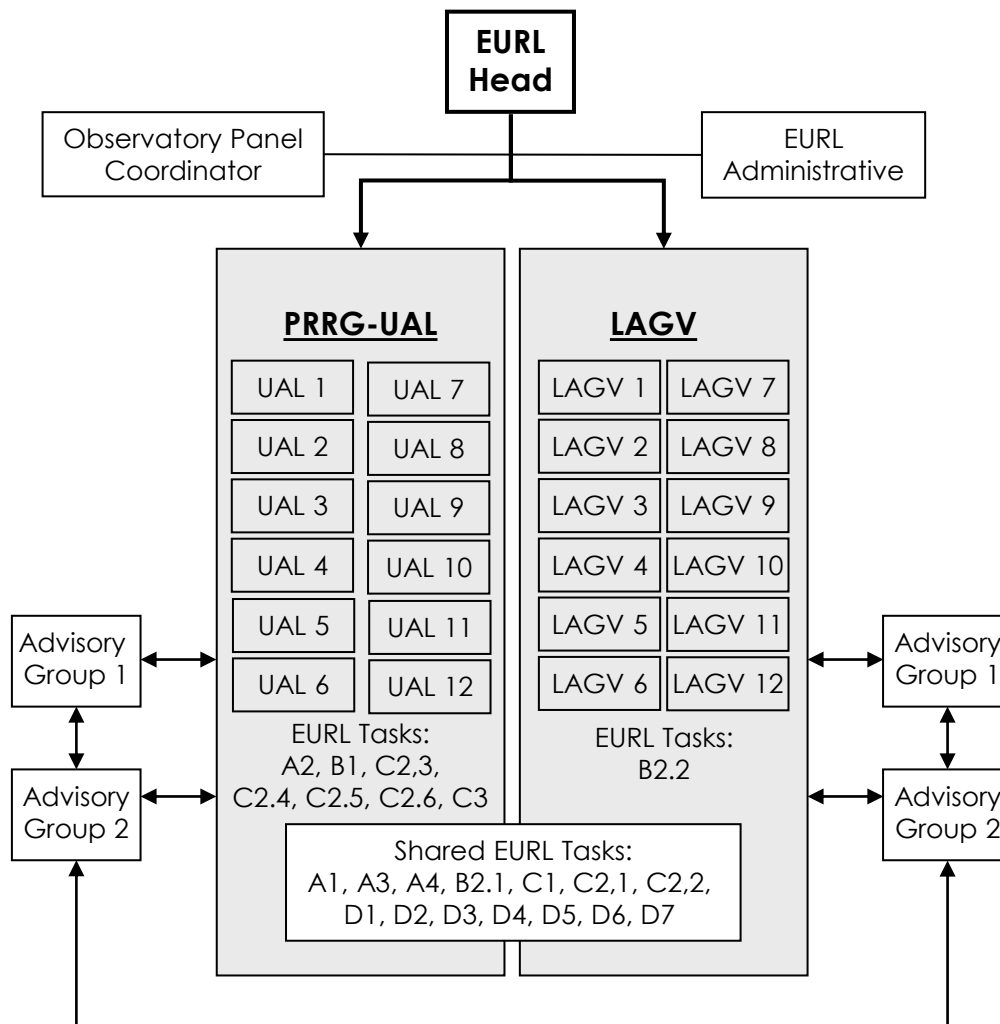 EURL
Head
Observatory Panel
Coordinator
EURL
Administrative
PRRG-UAL
UAL 1
UAL 7
UAL 2
UAL 8
UAL 3
UAL 9
UAL 4
UAL 10
UAL 5
UAL 11
UAL 6
UAL 12
EURL Tasks:
A2, B1, C2,3,
C2.4, C2.5, C2.6, C3
LAGV
LAGV 1
LAGV 7
LAGV 2
LAGV 8
LAGV 3
LAGV 9
LAGV 4
LAGV 10
LAGV 5
LAGV 11
LAGV 6
LAGV 12
EURL Tasks:
B2.2
Shared EURL Tasks:
A1, A3, A4, B2.1, C1, C2,1, C2,2,
D1, D2, D3, D4, D5, D6, D7
Advisory
Group 1
Advisory
Group 2
Advisory
Group 1
Advisory
Group 2